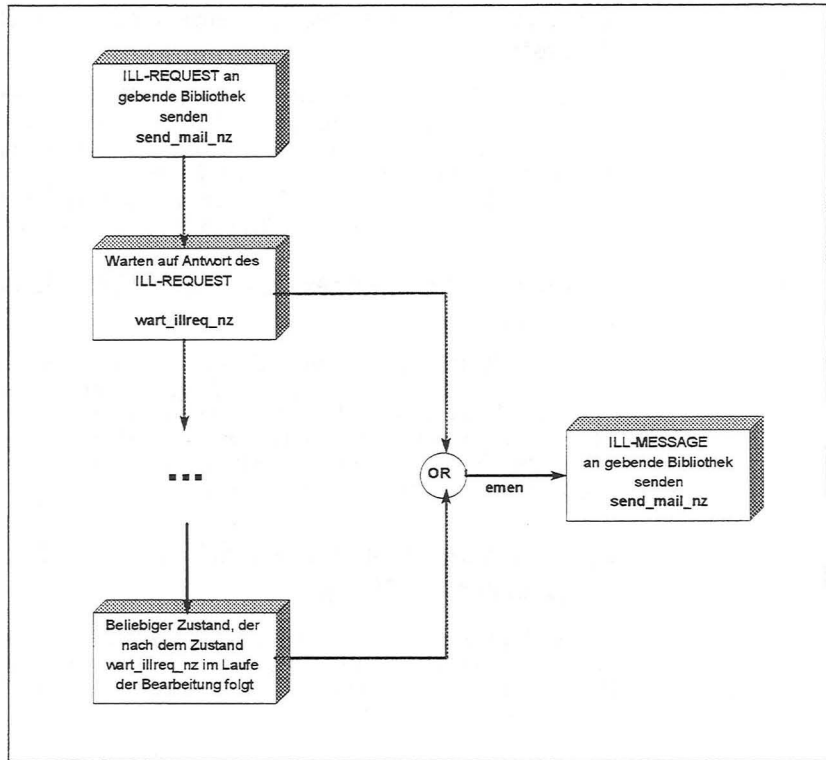 ILL-REQUEST an
gebende Bibliothek
senden
send_mail_nz
Warten auf Antwort des
ILL-REQUEST
wart_illreq_nz
...
OR
emen
ILL-MESSAGE
an gebende Bibliothek
senden
send_mail_nz
Beliebiger Zustand, der
nach dem Zustand
wart_illreq_nz im Laufe
der Bearbeitung folgt